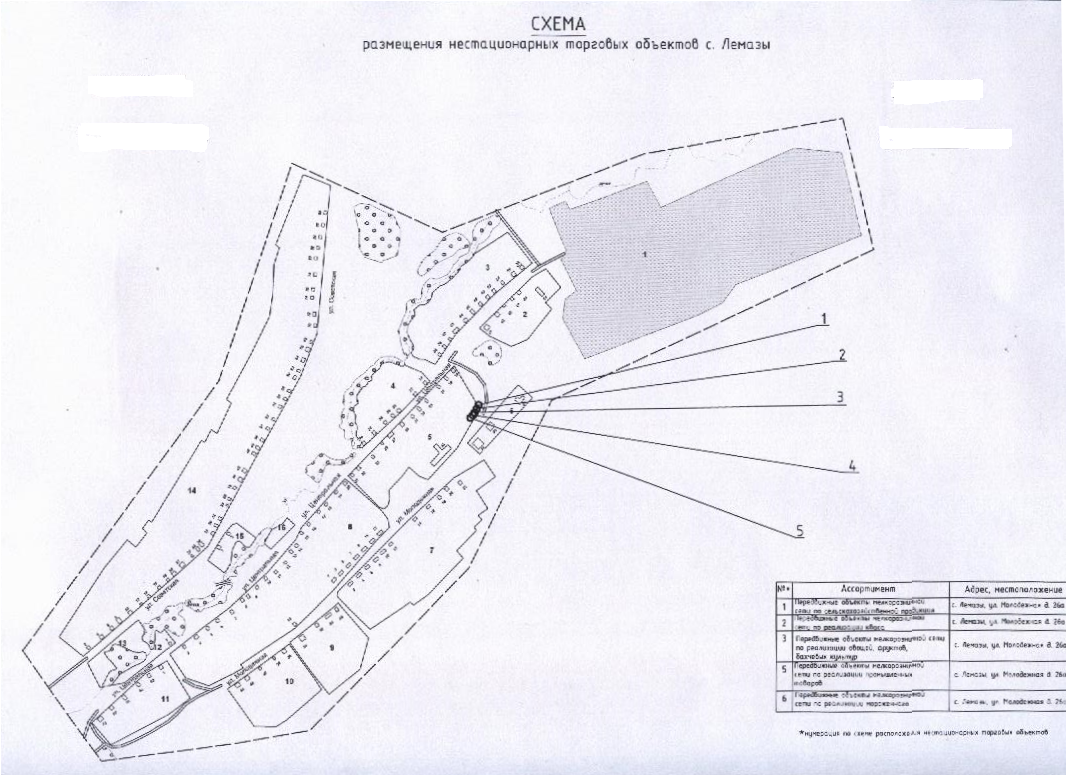 СХЕМА
размещения нестационарных торговых объектов с. Лемазы
1
3
2
4
5
6
14
15
16
8
7
13
12
11
10
9
ул. Советская
ул. Центральная
ул. Молодежная
ул. Центральная
ул. Советская
ул. Молодежная
1
2
3
4
5
№* Ассортимент Адрес, местоположение
1 Передвижные объекты мелкорозничной
сети по сельскохозяйственной продукции
с. Лемазы, ул. Молодежная д. 26а
2 Передвижные объекты мелкорозничной
сети по реализации кваса
с. Лемазы, ул. Молодежная д. 26а
3 Передвижные объекты мелкорозничной сети
по реализации овощей, фруктов,
бахчевых культур
с. Лемазы, ул. Молодежная д. 26а
5 Передвижные объекты мелкорозничной
сети по реализации промышленных
товаров
с. Лемазы, ул. Молодежная д. 26а
6 Передвижные объекты мелкорозничной
сети по реализации мороженного
с. Лемазы, ул. Молодежная д. 26а
*нумерация по схеме расположения нестационарных торговых объектов